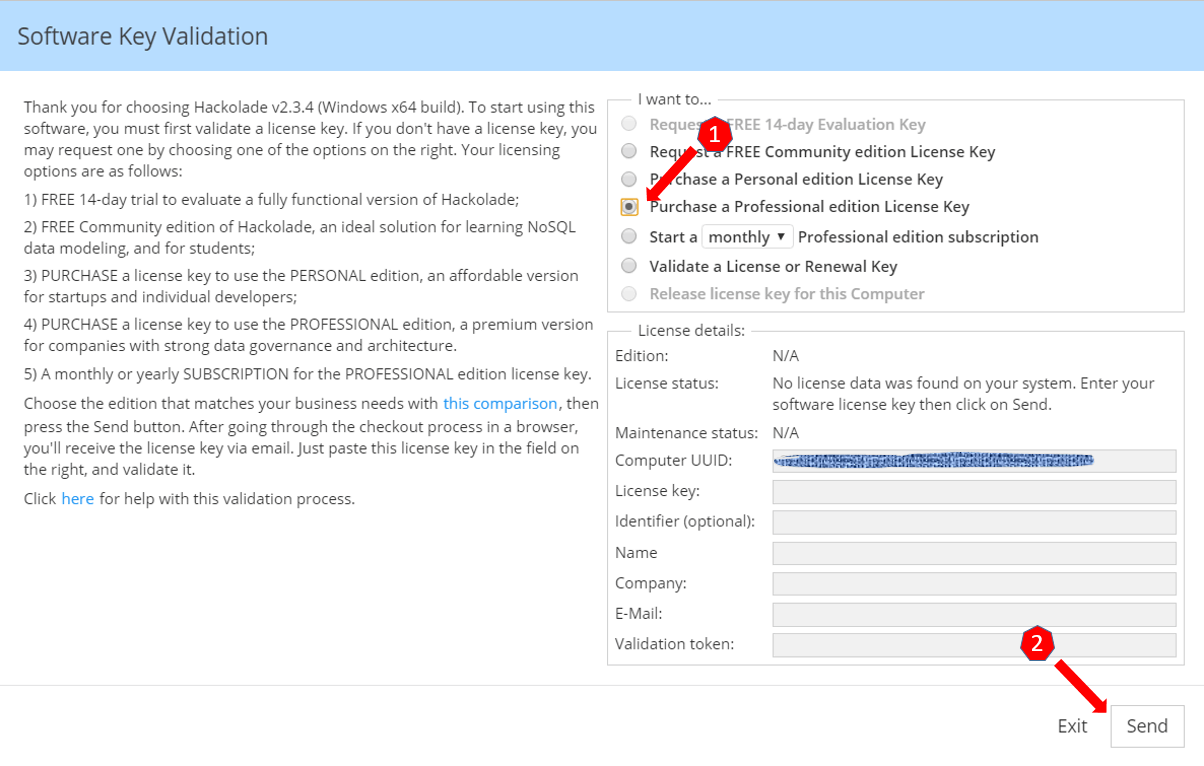 Software Key Validation
Thank you for choosing Hackolade v2.3.4 (Windows x64 build). To start using this
software, you must first validate a license key. If you don't have a license key, you
may request one by choosing one of the options on the right. Your licensing
options are as follows:
1) FREE 14-day trial to evaluate a fully functional version of Hackolade;
2) FREE Community edition of Hackolade, an ideal solution for learning NoSQL
data modeling, and for students;
3) PURCHASE a license key to use the PERSONAL edition, an affordable version
for startups and individual developers;
4) PURCHASE a license key to use the PROFESSIONAL edition, a premium version
for companies with strong data governance and architecture.
5) A monthly or yearly SUBSCRIPTION for the PROFESSIONAL edition license key.
Choose the edition that matches your business needs with this comparison, then
press the Send button. After going through the checkout process in a browser,
you'll receive the license key via email. Just paste this license key in the field on
the right, and validate it.
Click here for help with this validation process.
I want to...
Request FREE 14-day Evaluation Key
1
Request a FREE Community edition License Key
Purchase a Personal edition License Key
Purchase a Professional edition License Key
Start a monthly ▼ Professional edition subscription
Validate a License or Renewal Key
Release license key for this Computer
License details:
Edition: N/A
License status: No license data was found on your system. Enter your
software license key then click on Send.
Maintenance status: N/A
Computer UUID:
License key:
Identifier (optional):
Name
Company:
E-Mail:
Validation token:
2
Exit Send